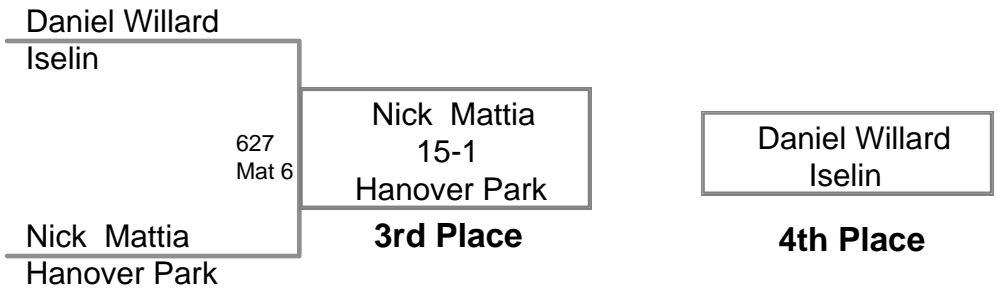 Daniel Willard
Iselin
627
Mat 6
Nick  Mattia
Hanover Park
Nick  Mattia
15-1
Hanover Park
3rd Place
Daniel Willard
Iselin
4th Place